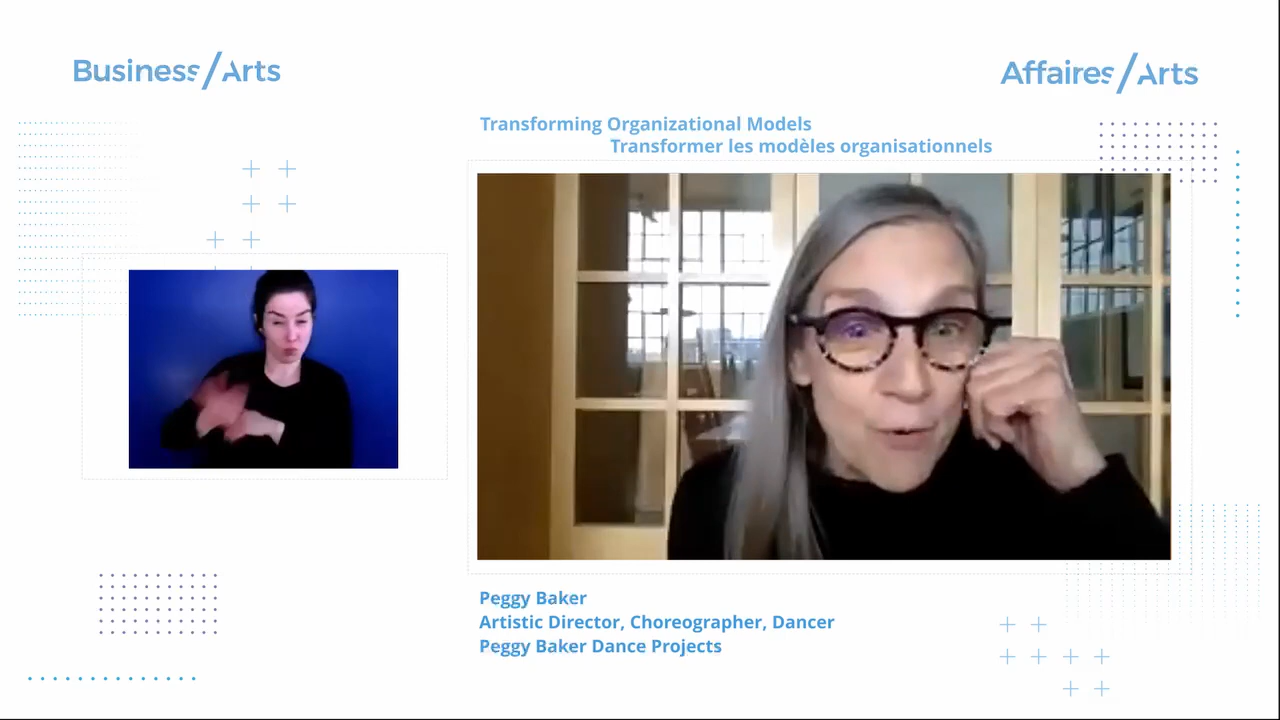 Business/Arts
Affaires/Arts
Transforming Organizational Models
Transformer les modèles organisationnels
Peggy Baker
Artistic Director, Choreographer, Dancer
Peggy Baker Dance Projects